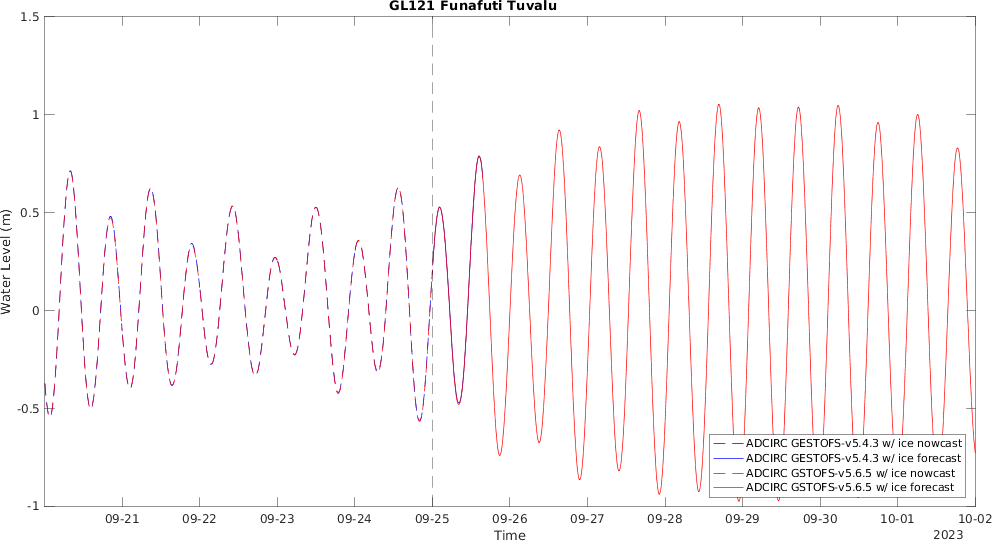 GL121 Funafuti Tuvalu
1.5
1
0.5
0
-0.5
-1
Water Level (m)
ADCIRC GESTOFS-v5.4.3 w/ ice nowcast
ADCIRC GESTOFS-v5.4.3 w/ ice forecast
ADCIRC GSTOFS-v5.6.5 w/ ice nowcast
ADCIRC GSTOFS-v5.6.5 w/ ice forecast
09-21 09-22 09-23 09-24 09-25 09-26 09-27 09-28 09-29 09-30 10-01 10-02
Time
2023